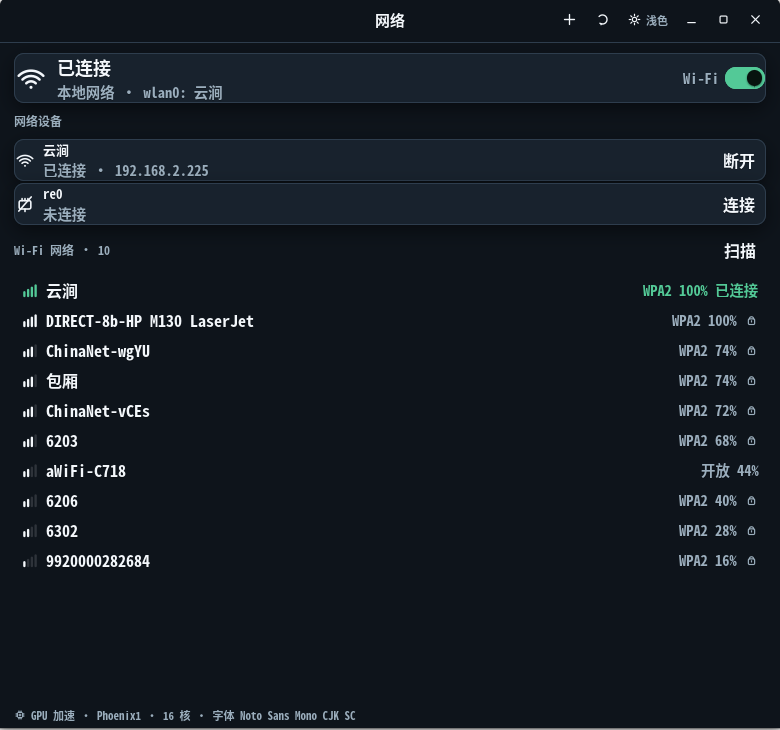 网络
浅色
已连接
本地网络 • wlan0: 云涧
Wi-Fi
网络设备
云涧
已连接 • 192.168.2.225
断开
re0
未连接
连接
Wi-Fi 网络 • 10
扫描
云涧 WPA2 100% 已连接
DIRECT-8b-HP M130 LaserJet WPA2 100%
ChinaNet-wgYU WPA2 74%
包厢 WPA2 74%
ChinaNet-vCEs WPA2 72%
6203 WPA2 68%
aWiFi-C718 开放 44%
6206 WPA2 40%
6302 WPA2 28%
9920000282684 WPA2 16%
GPU 加速 • Phoenix1 • 16 核 • 字体 Noto Sans Mono CJK SC